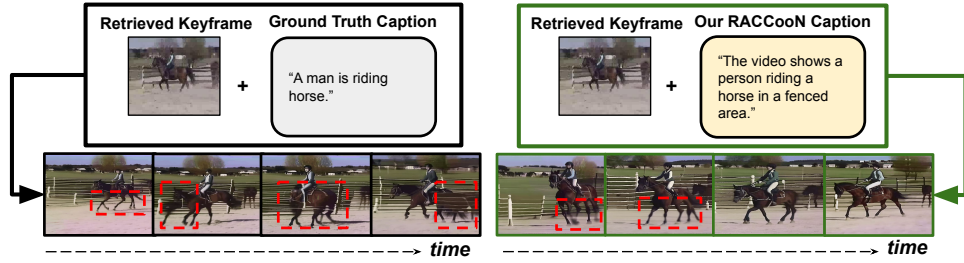 Retrieved Keyframe
Ground Truth Caption
+
“A man is riding
horse.”
time
Retrieved Keyframe
Our RACCooN Caption
+
“The video shows a
person riding a
horse in a fenced
area.”
time